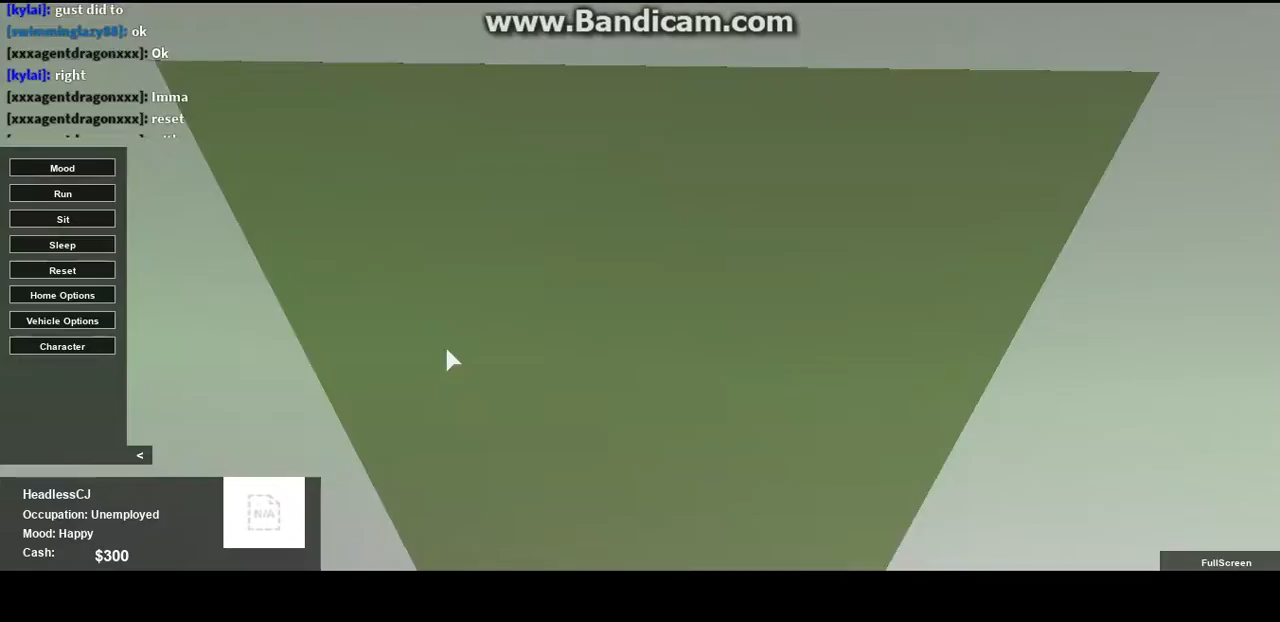 www.Bandicam.com
[kylai]: gust did to
[swimminglazy88]: ok
[xxxagentdragonxxx]: Ok
[kylai]: right
[xxxagentdragonxxx]: Imma
[xxxagentdragonxxx]: reset
Mood
Run
Sit
Sleep
Reset
Home Options
Vehicle Options
Character
<
HeadlessCJ
Occupation: Unemployed
Mood: Happy
Cash: $300
N/A
FullScreen